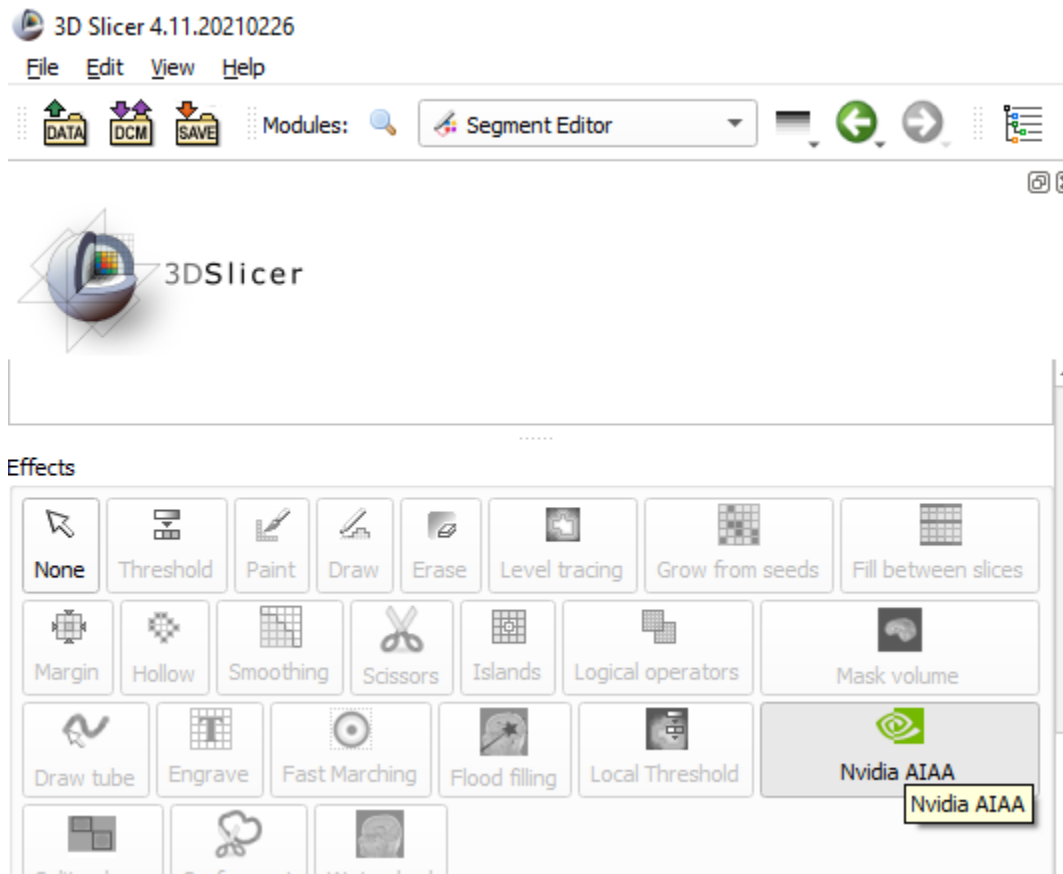 3D Slicer 4.11.20210226
File Edit View Help
DATA DCM SAVE Modules: Segment Editor
3DSlicer
Effects
None Threshold Paint Draw Erase Level tracing Grow from seeds Fill between slices
Margin Hollow Smoothing Scissors Islands Logical operators Mask volume
Draw tube Engrave Fast Marching Flood filling Local Threshold Nvidia AIAA
Nvidia AIAA